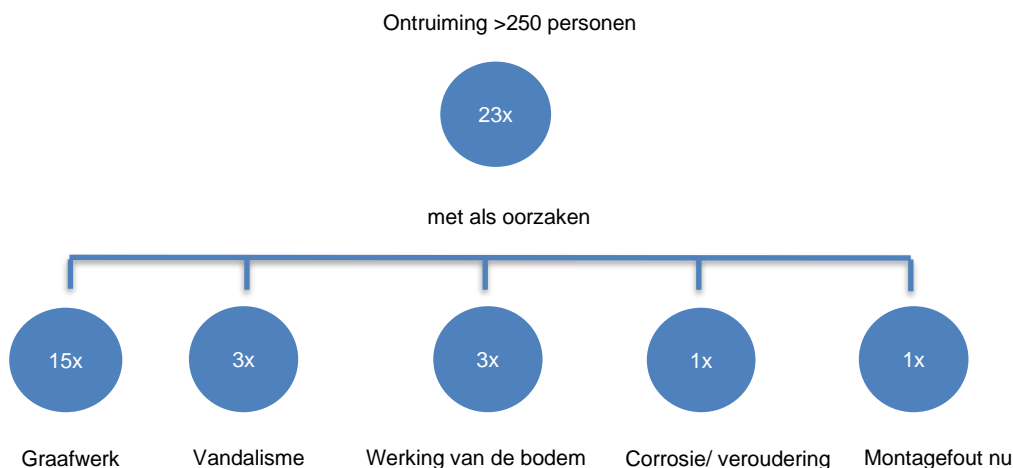 Ontruiming >250 personen
23x
met als oorzaken
15x 3x 3x 1x 1x
Graafwerk Vandalisme Werking van de bodem Corrosie/ veroudering Montagefout nu